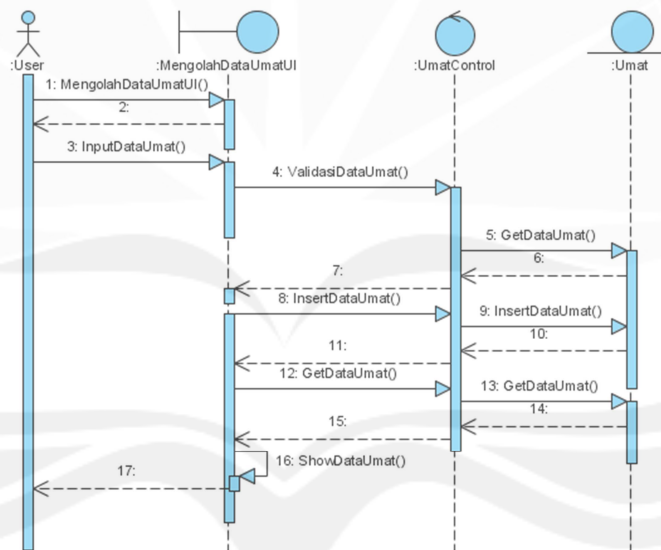 :User
:MengolahDataUmatUI
:UmatControl
:Umat
1: MengolahDataUmatUI()
2:
3: InputDataUmat()
4: ValidasiDataUmat()
5: GetDataUmat()
6:
7:
8: InsertDataUmat()
9: InsertDataUmat()
10:
11:
12: GetDataUmat()
13: GetDataUmat()
14:
15:
16: ShowDataUmat()
17: